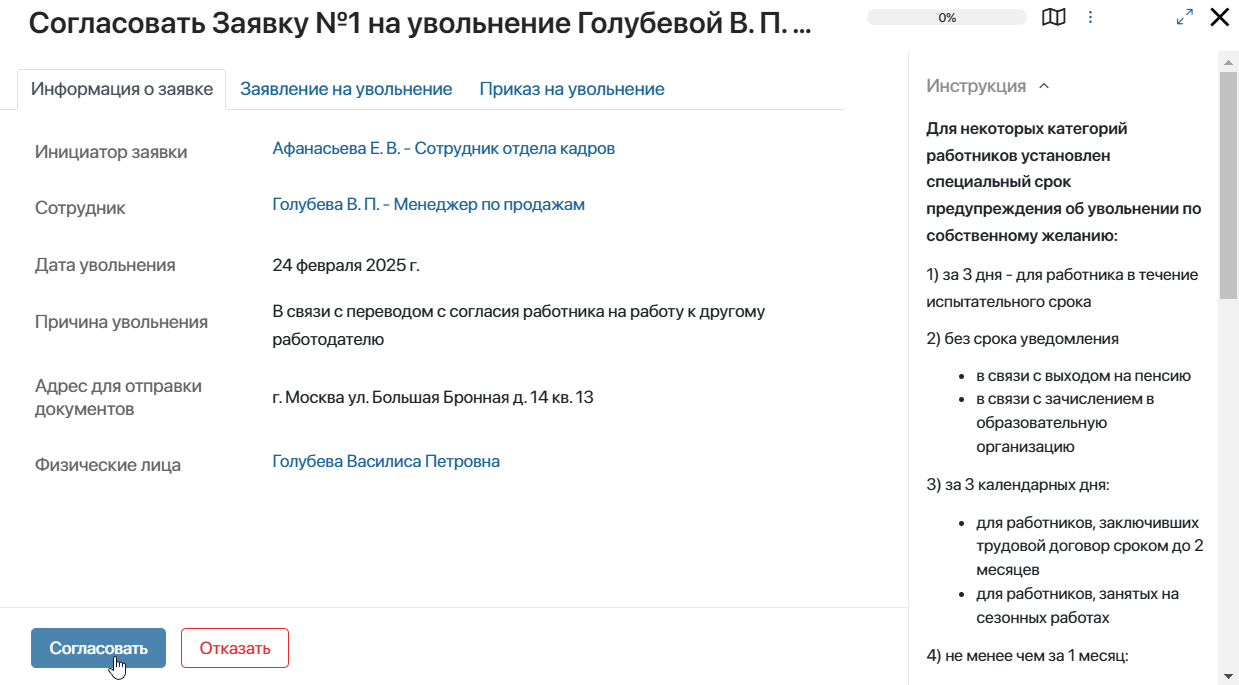 Согласовать Заявку №1 на увольнение Голубевой В. П. ...
0%
Информация о заявке
Заявление на увольнение
Приказ на увольнение
Инициатор заявки
Афанасьева Е. В. - Сотрудник отдела кадров
Сотрудник
Голубева В. П. - Менеджер по продажам
Дата увольнения
24 февраля 2025 г.
Причина увольнения
В связи с переводом с согласия работника на работу к другому
работодателю
Адрес для отправки
документов
г. Москва ул. Большая Бронная д. 14 кв. 13
Физические лица
Голубева Василиса Петровна
Согласовать
Отказать
Инструкция
Для некоторых категорий
работников установлен
специальный срок
предупреждения об увольнении по
собственному желанию:
1) за 3 дня - для работника в течение
испытательного срока
2) без срока уведомления
• в связи с выходом на пенсию
• в связи с зачислением в
образовательную
организацию
3) за 3 календарных дня:
• для работников, заключивших
трудовой договор сроком до 2
месяцев
• для работников, занятых на
сезонных работах
4) не менее чем за 1 месяц: